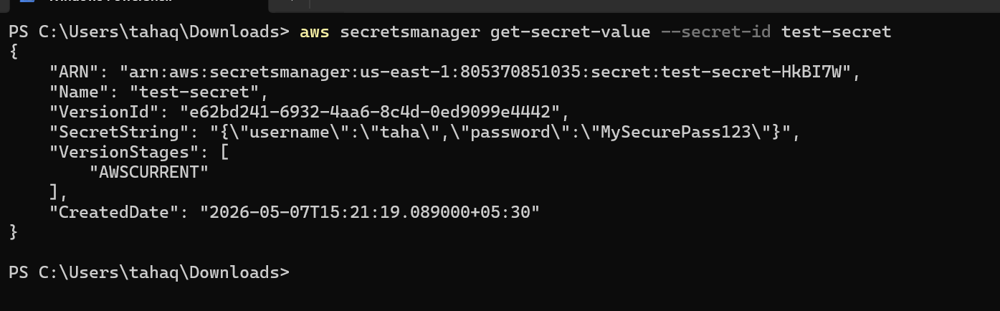 PS C:\Users\tahaq\Downloads> aws secretsmanager get-secret-value --secret-id test-secret
{
    "ARN": "arn:aws:secretsmanager:us-east-1:805370851035:secret:test-secret-HkBI7W",
    "Name": "test-secret",
    "VersionId": "e62bd241-6932-4aa6-8c4d-0ed9099e4442",
    "SecretString": "{\"username\":\"taha\",\"password\":\"MySecurePass123\"}",
    "VersionStages": [
        "AWSCURRENT"
    ],
    "CreatedDate": "2026-05-07T15:21:19.089000+05:30"
}
PS C:\Users\tahaq\Downloads>